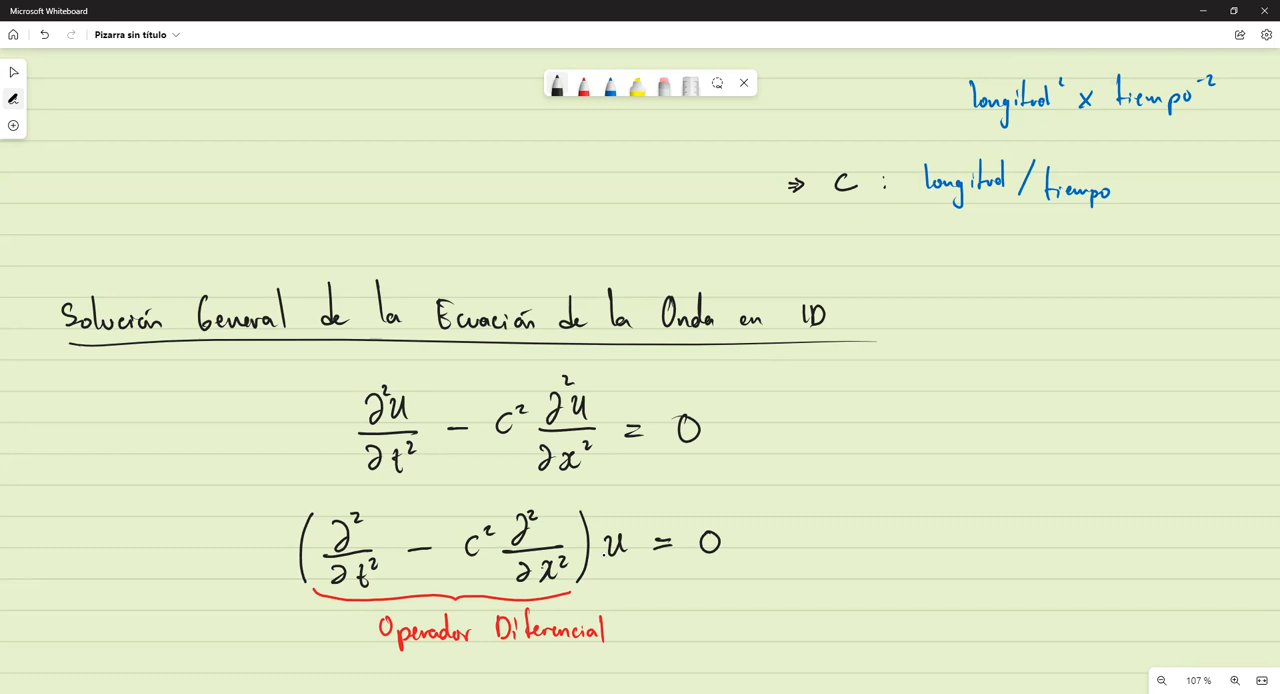 Microsoft Whiteboard
Pizarra sin título
longitud² x tiempo⁻²
⇒ C : longitud / tiempo
Solución General de la Ecuación de la Onda en 1D
∂²u/∂t² − c² ∂²u/∂x² = 0
(∂²/∂t² − c² ∂²/∂x²) u = 0
Operador Diferencial
107 %